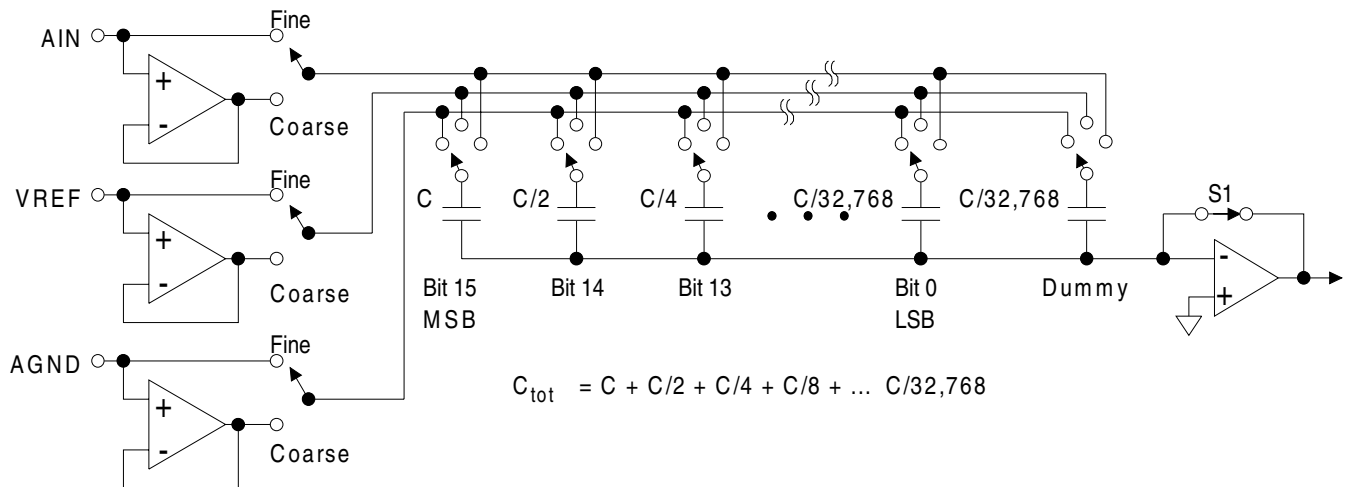 Fine
AIN
+
-
Coarse
Fine
VREF
+
-
Coarse
Fine
AGND
+
-
Coarse
C C/2 C/4 • • • C/32,768 C/32,768
S1
-
+
Bit 15 Bit 14 Bit 13 Bit 0 Dummy
MSB LSB
Ctot = C + C/2 + C/4 + C/8 + ... C/32,768